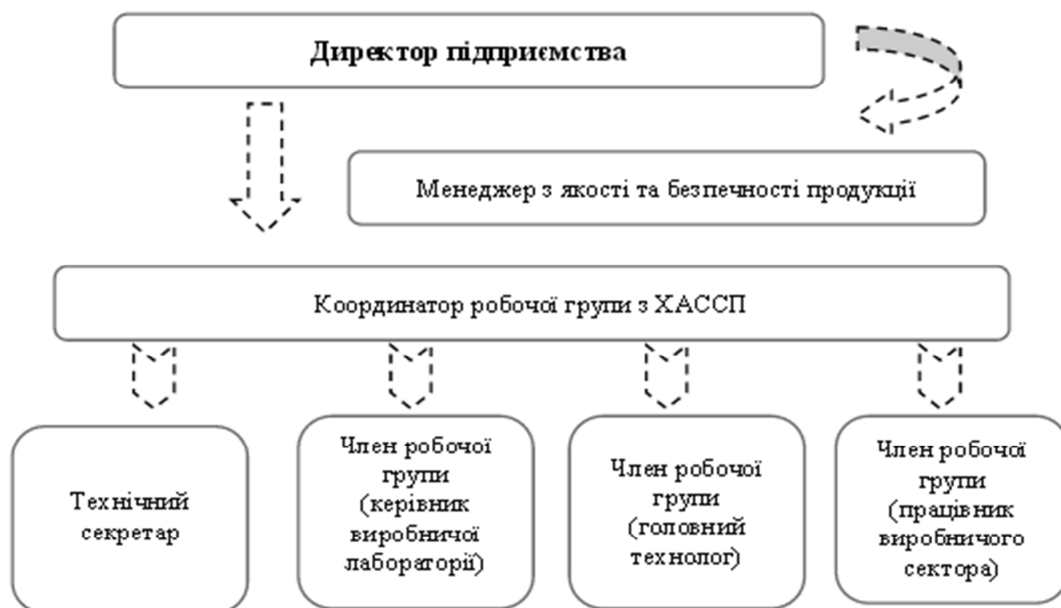 Директор підприємства
Менеджер з якості та безпечності продукції
Координатор робочої групи з ХАССП
Технічний
секретар
Член робочої
групи
(керівник
виробничої
лабораторії)
Член робочої
групи
(головний
технолог)
Член робочої
групи
(працівник
виробничого
сектора)